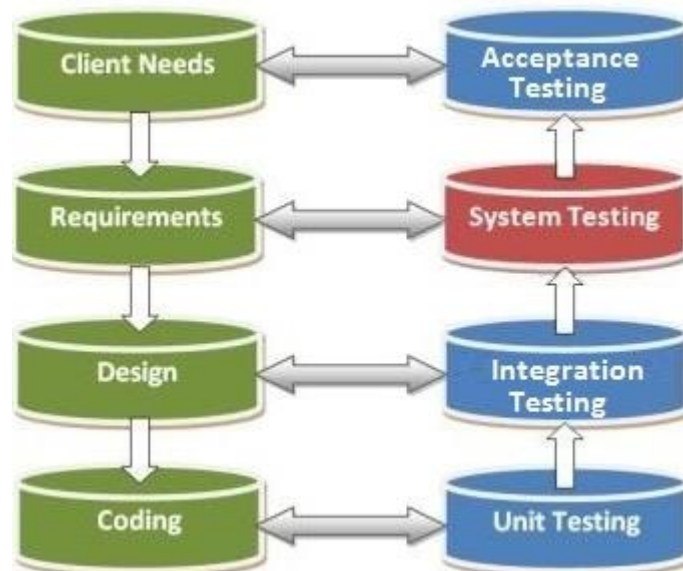 Client Needs
Acceptance
Testing
Requirements
System Testing
Design
Integration
Testing
Coding
Unit Testing